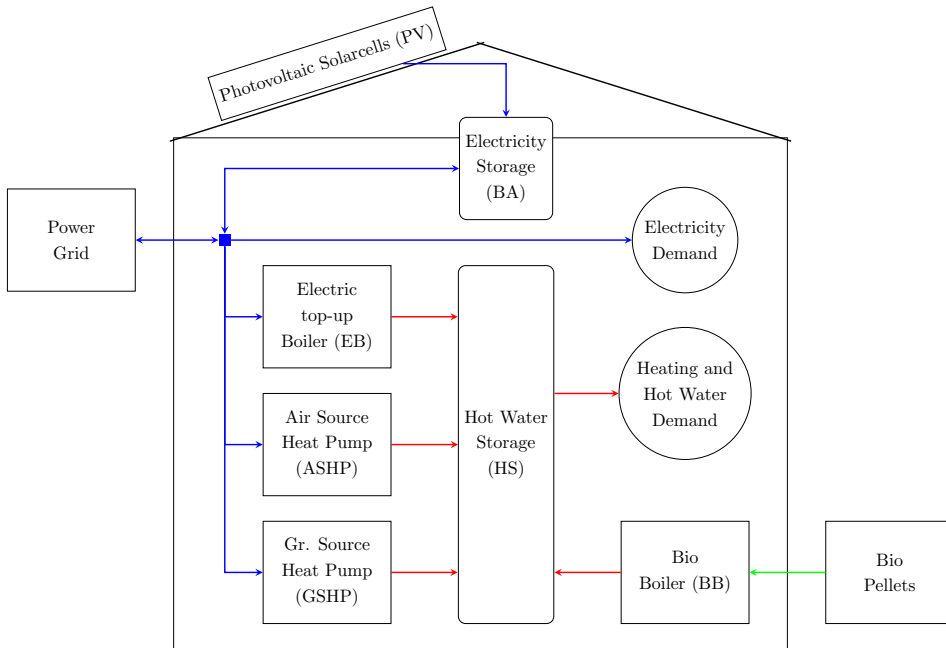 Photovoltaic Solarcells (PV)
Electricity
Storage
(BA)
Power
Grid
Electricity
Demand
Electric
top-up
Boiler (EB)
Air Source
Heat Pump
(ASHP)
Hot Water
Storage
(HS)
Heating and
Hot Water
Demand
Gr. Source
Heat Pump
(GSHP)
Bio
Boiler (BB)
Bio
Pellets